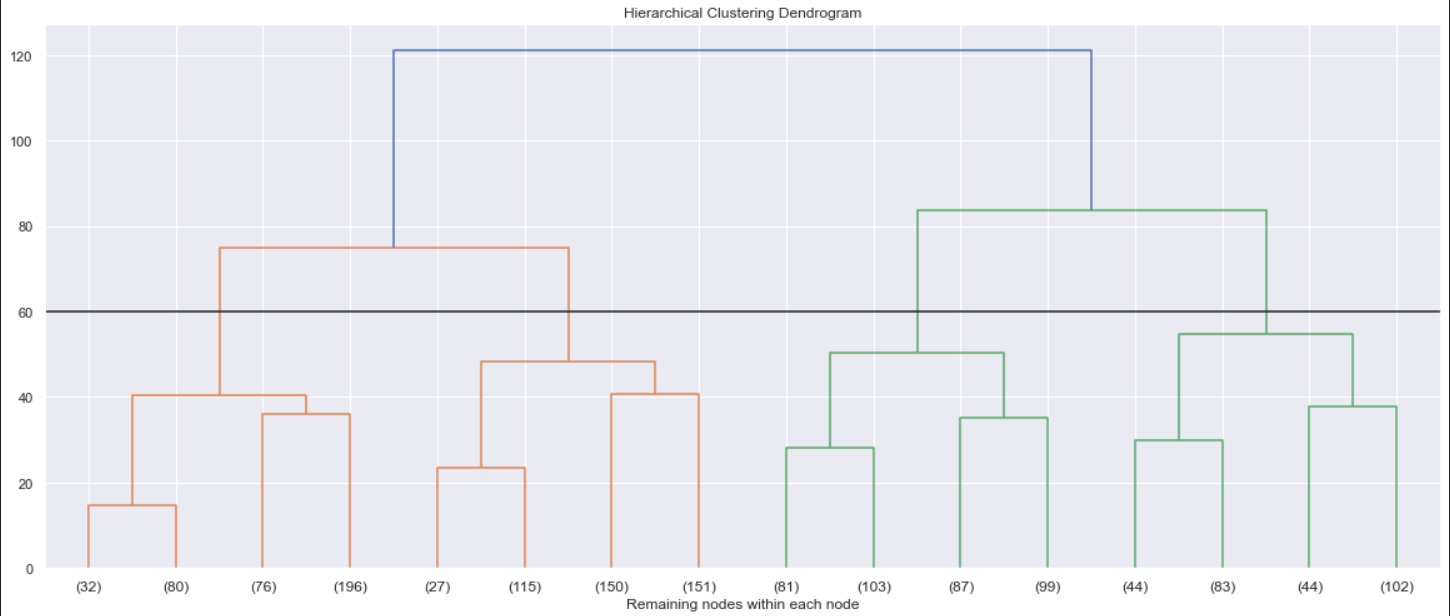 Hierarchical Clustering Dendrogram
120
100
80
60
40
20
0
(32) (80) (76) (196) (27) (115) (150) (151) (81) (103) (87) (99) (44) (83) (44) (102)
Remaining nodes within each node